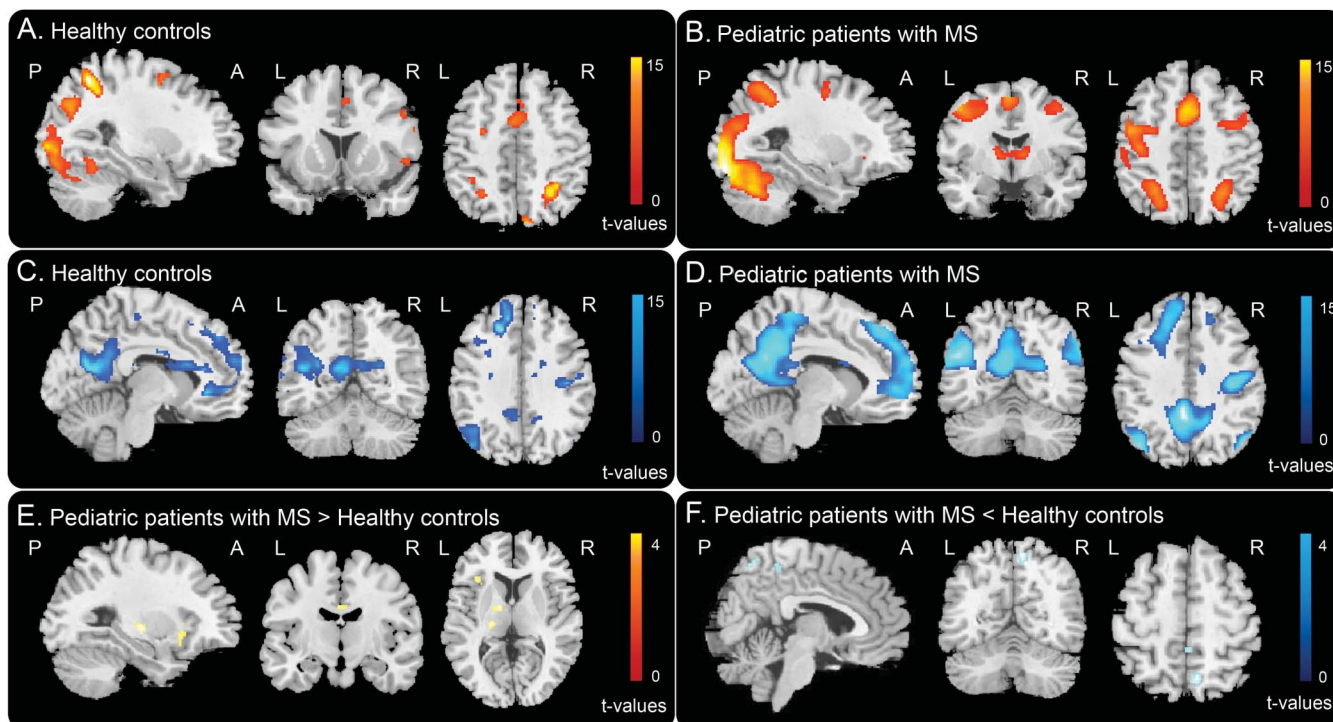 A. Healthy controls
P A L R L R
15
0
t-values
B. Pediatric patients with MS
P A L R L R
15
0
t-values
C. Healthy controls
P A L R L R
15
0
t-values
D. Pediatric patients with MS
P A L R L R
15
0
t-values
E. Pediatric patients with MS > Healthy controls
P A L R L R
4
0
t-values
F. Pediatric patients with MS < Healthy controls
P A L R L R
4
0
t-values